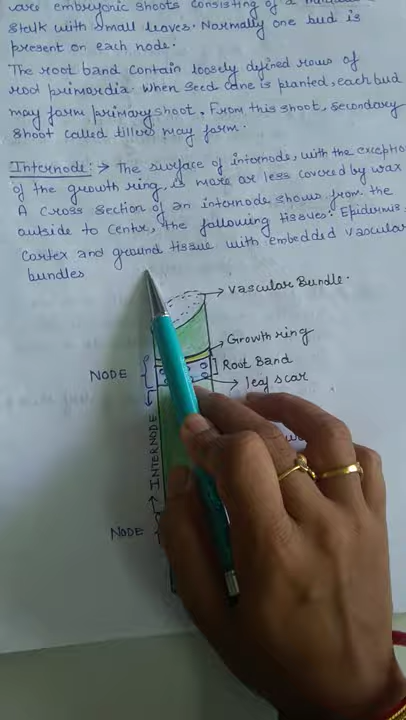 are embryonic shoots consisting of a
stalk with small leaves. Normally one bud is
present on each node.
The root band contain loosely defined rows of
root primordia. When seed cane is planted, each bud
may form primary shoot. From this shoot, secondary
shoot called tillers may form.
Internode :→ The surface of internode, with the exception
of the growth ring, is more or less covered by wax
A cross section of an internode shows, from the
outside to centre, the following tissues: Epidermis,
cortex and ground tissue with embedded vascular
bundles
Vascular Bundle.
Growth ring
Root Band
leaf scar
NODE
INTERNODE
NODE